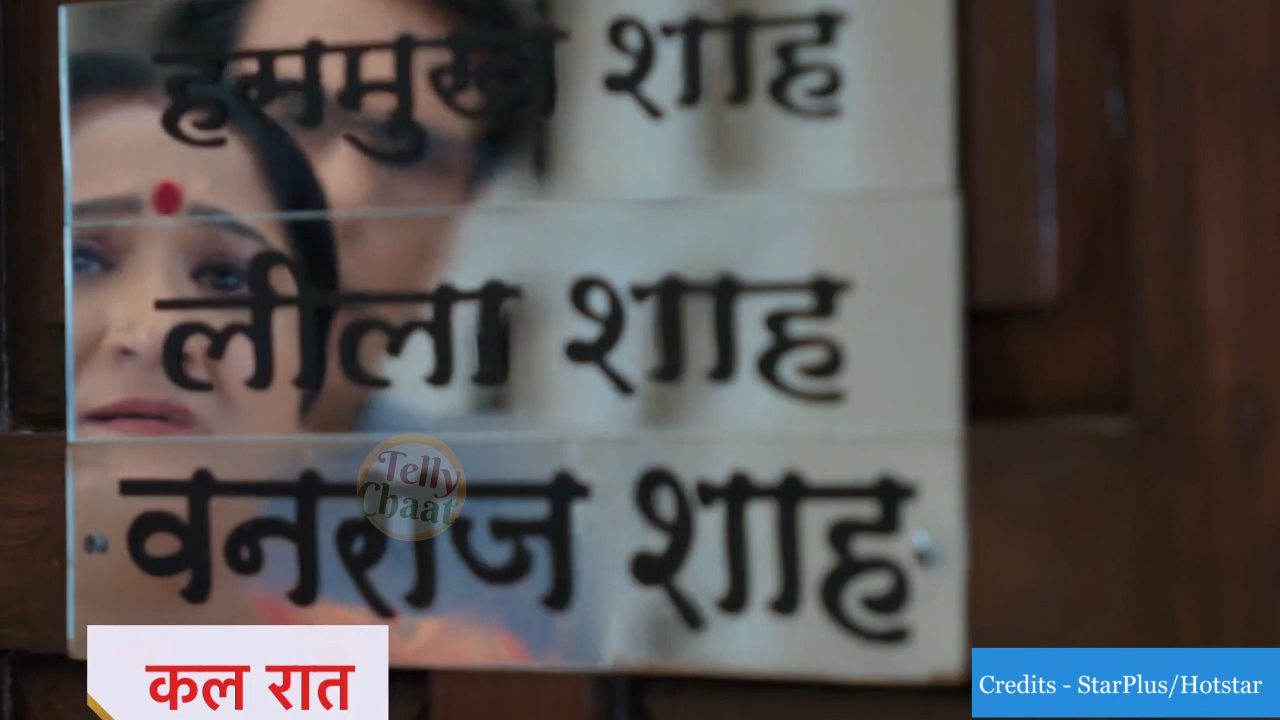 हसमुख शाह
लीला शाह
वनराज शाह
Telly
Chaat
कल रात
Credits - StarPlus/Hotstar